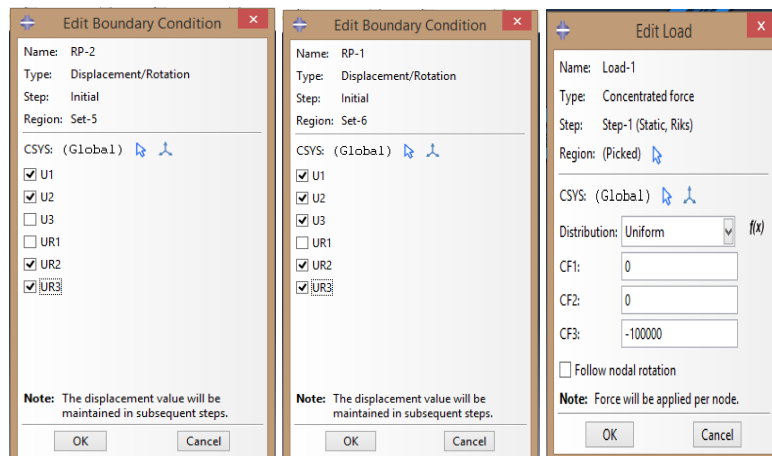 Edit Boundary Condition
Name: RP-2
Type: Displacement/Rotation
Step: Initial
Region: Set-5
CSYS: (Global)
U1
U2
U3
UR1
UR2
UR3
Note: The displacement value will be
maintained in subsequent steps.
OK Cancel
Edit Boundary Condition
Name: RP-1
Type: Displacement/Rotation
Step: Initial
Region: Set-6
CSYS: (Global)
U1
U2
U3
UR1
UR2
UR3
Note: The displacement value will be
maintained in subsequent steps.
OK Cancel
Edit Load
Name: Load-1
Type: Concentrated force
Step: Step-1 (Static, Riks)
Region: (Picked)
CSYS: (Global)
Distribution: Uniform f(x)
CF1: 0
CF2: 0
CF3: -100000
Follow nodal rotation
Note: Force will be applied per node.
OK Cancel